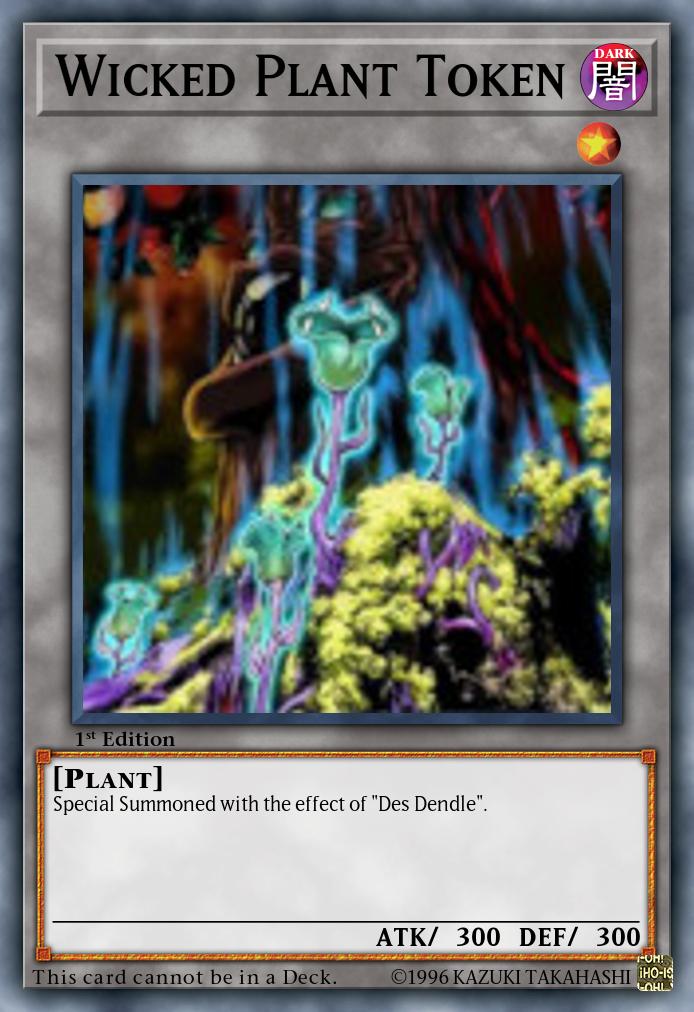 Wicked Plant Token
DARK
闇
1st Edition
[Plant]
Special Summoned with the effect of "Des Dendle".
ATK/ 300 DEF/ 300
This card cannot be in a Deck. ©1996 KAZUKI TAKAHASHI